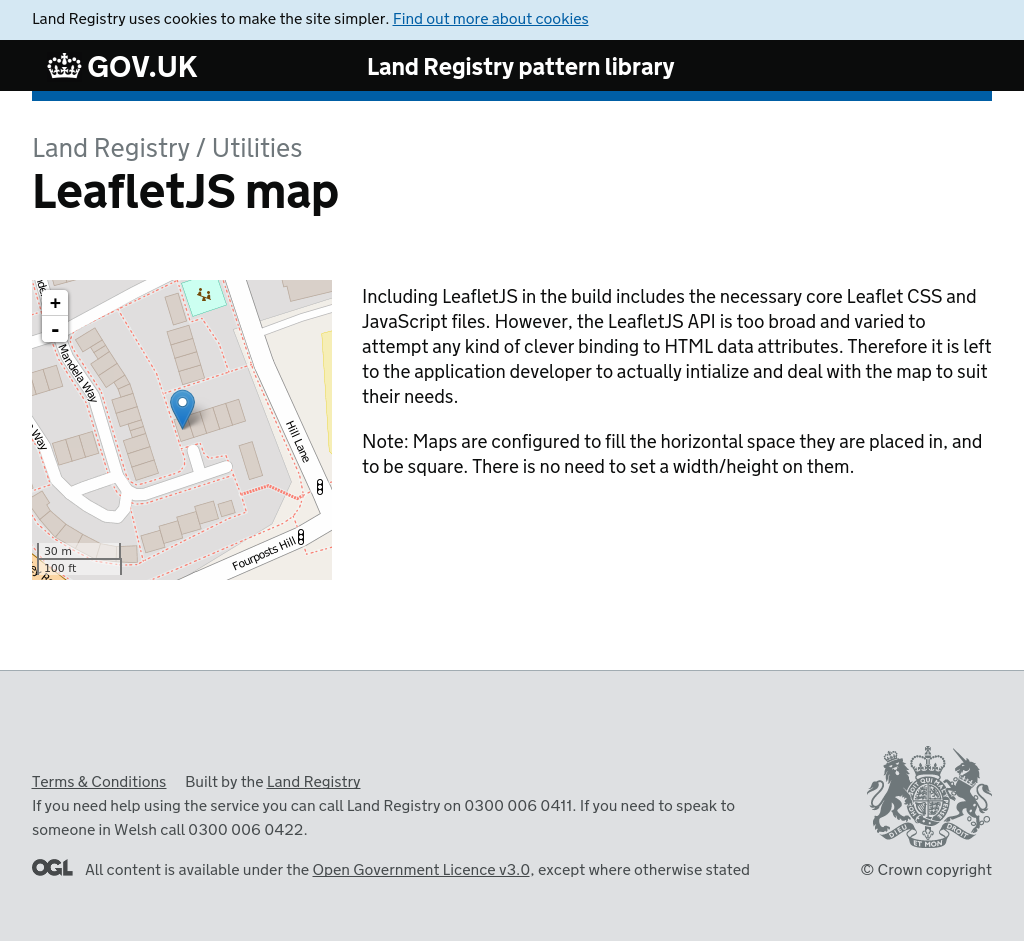 Land Registry uses cookies to make the site simpler. Find out more about cookies
GOV.UK
Land Registry pattern library
Land Registry / Utilities
LeafletJS map
+
-
Mandela Way
Way
Hill Lane
Fourposts Hill
30 m
100 ft
Including LeafletJS in the build includes the necessary core Leaflet CSS and
JavaScript files. However, the LeafletJS API is too broad and varied to
attempt any kind of clever binding to HTML data attributes. Therefore it is left
to the application developer to actually intialize and deal with the map to suit
their needs.
Note: Maps are configured to fill the horizontal space they are placed in, and
to be square. There is no need to set a width/height on them.
Terms & Conditions Built by the Land Registry
If you need help using the service you can call Land Registry on 0300 006 0411. If you need to speak to
someone in Welsh call 0300 006 0422.
OGL All content is available under the Open Government Licence v3.0, except where otherwise stated
DIEU ET MON DROIT
© Crown copyright